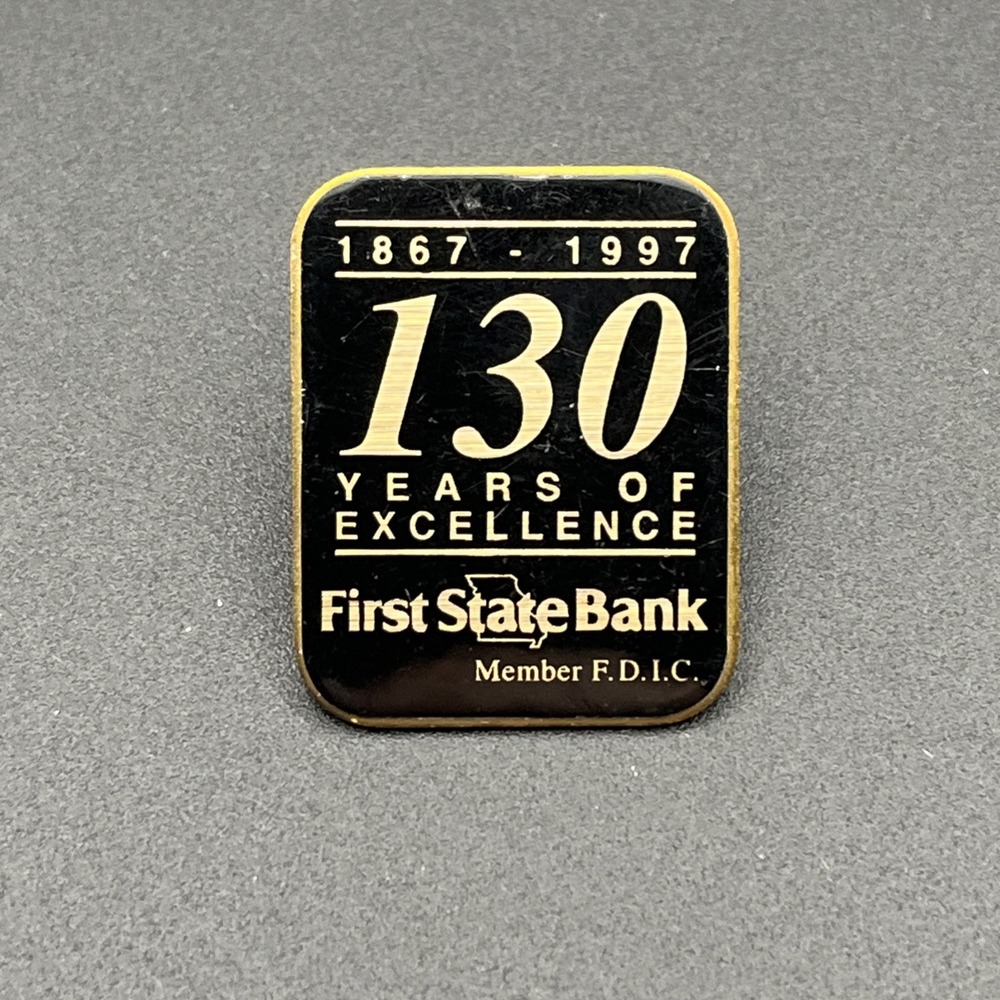 1867 - 1997
130
YEARS OF
EXCELLENCE
First State Bank
Member F.D.I.C.